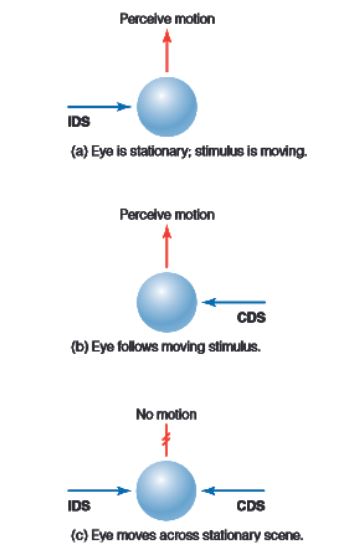 Perceive motion
IDS
(a) Eye is stationary; stimulus is moving.
Perceive motion
CDS
(b) Eye follows moving stimulus.
No motion
IDS CDS
(c) Eye moves across stationary scene.